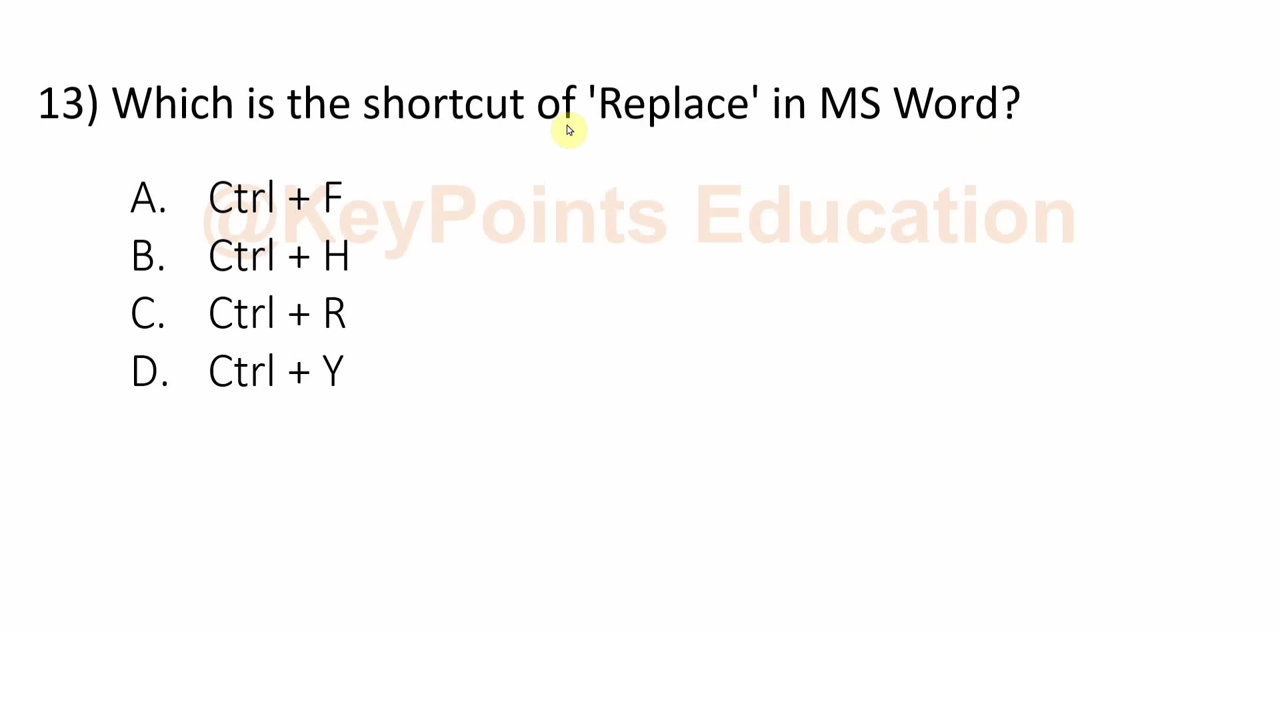 13) Which is the shortcut of 'Replace' in MS Word?
@KeyPoints Education
A. Ctrl + F
B. Ctrl + H
C. Ctrl + R
D. Ctrl + Y